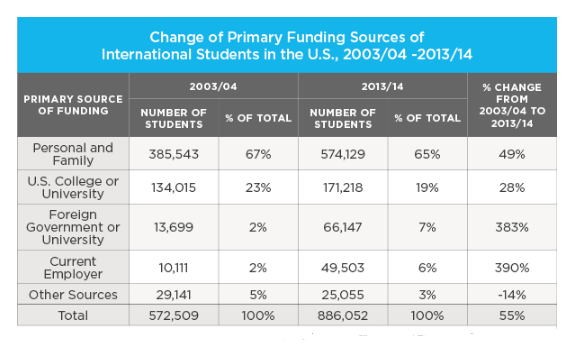 Change of Primary Funding Sources of
International Students in the U.S., 2003/04 -2013/14
PRIMARY SOURCE
OF FUNDING
2003/04
2013/14
% CHANGE
FROM
2003/04 TO
2013/14
NUMBER OF
STUDENTS
% OF TOTAL
NUMBER OF
STUDENTS
% OF TOTAL
Personal and
Family
385,543 67% 574,129 65% 49%
U.S. College or
University
134,015 23% 171,218 19% 28%
Foreign
Government or
University
13,699 2% 66,147 7% 383%
Current
Employer
10,111 2% 49,503 6% 390%
Other Sources 29,141 5% 25,055 3% -14%
Total 572,509 100% 886,052 100% 55%